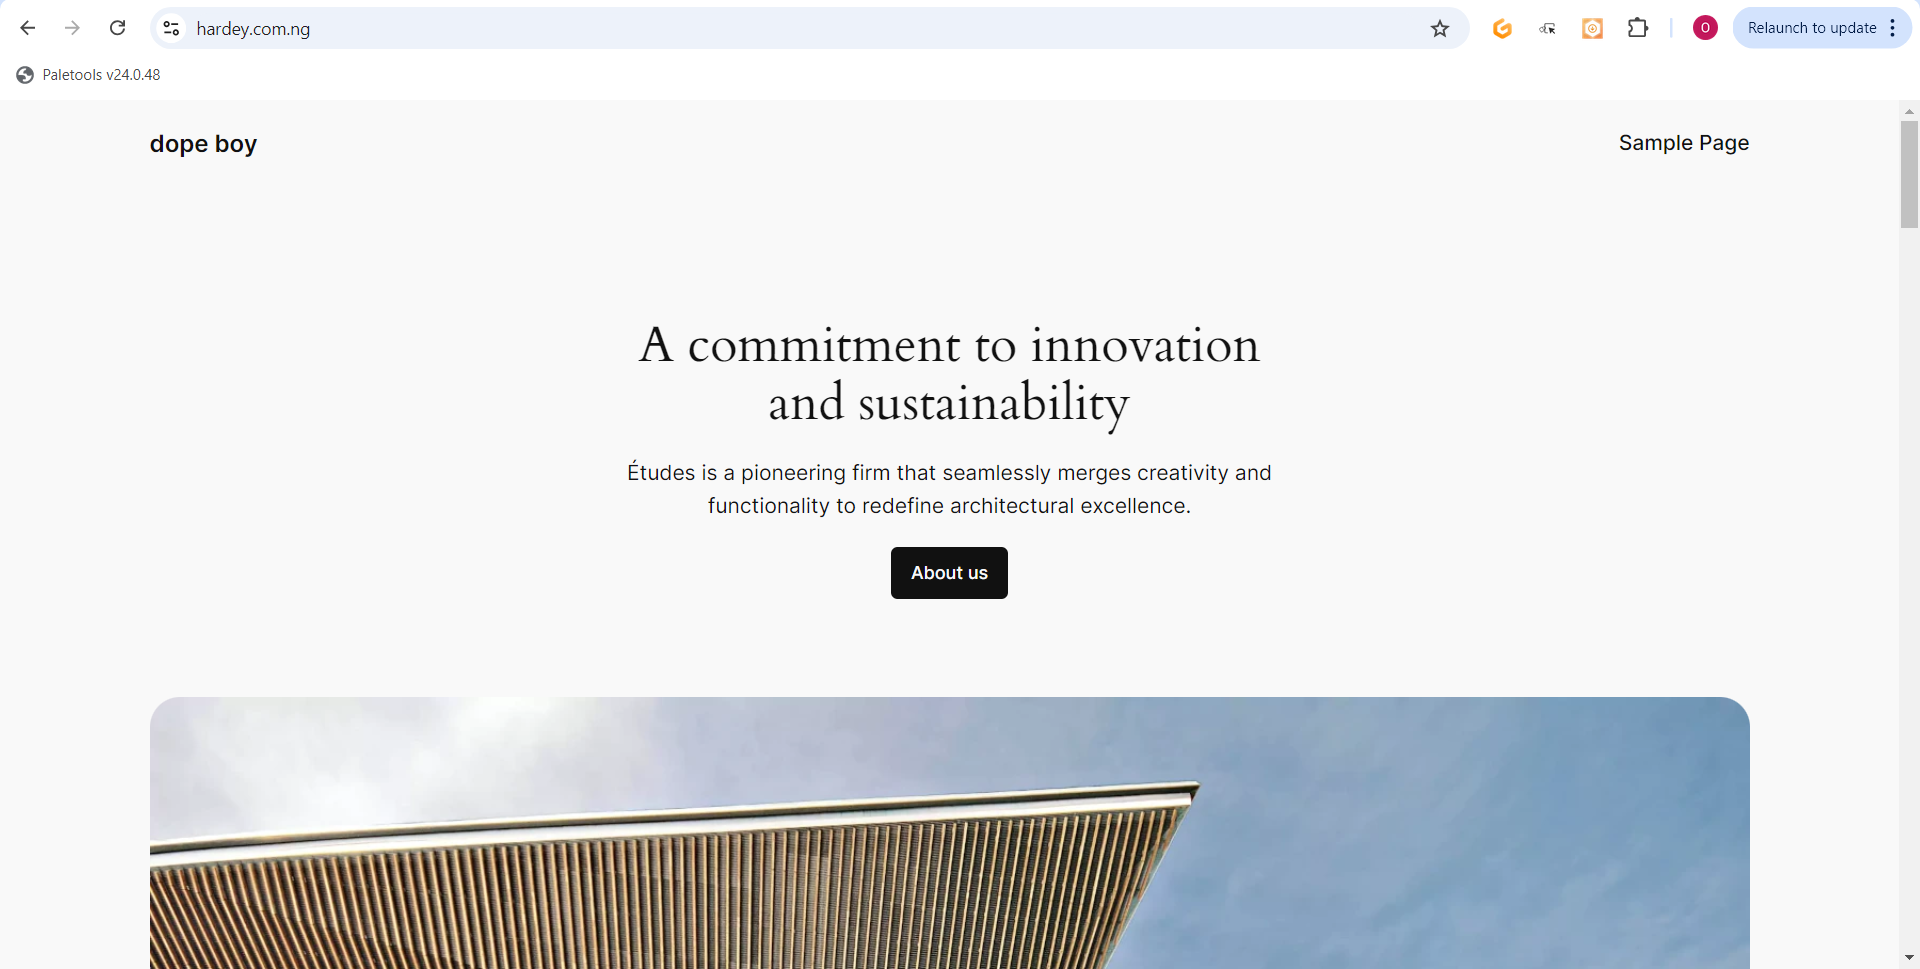 hardey.com.ng
O
Relaunch to update
Paletools v24.0.48
dope boy
Sample Page
A commitment to innovation
and sustainability
Études is a pioneering firm that seamlessly merges creativity and
functionality to redefine architectural excellence.
About us